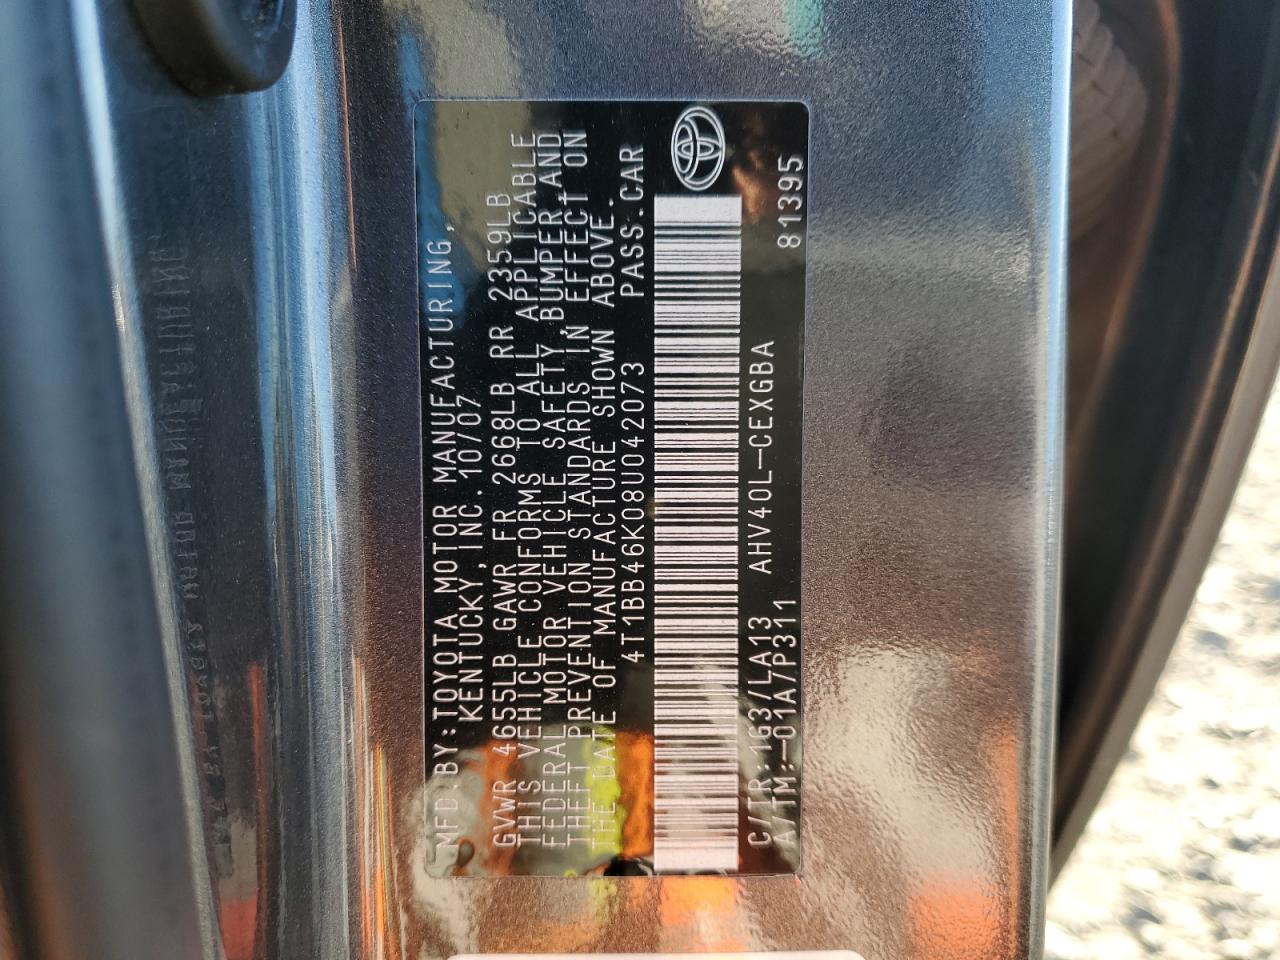 MFD.BY:TOYOTA MOTOR MANUFACTURING,
KENTUCKY,INC. 10/07
GVWR 4655LB GAWR FR 2668LB RR 2359LB
THIS VEHICLE CONFORMS TO ALL APPLICABLE
FEDERAL MOTOR VEHICLE SAFETY,BUMPER,AND
THEFT PREVENTION STANDARDS IN EFFECT ON
THE DATE OF MANUFACTURE SHOWN ABOVE.
4T1BB46K08U042073 PASS.CAR
C/TR:1G3/LA13 AHV40L-CEXGBA 81395
A/TM:-01A/P311